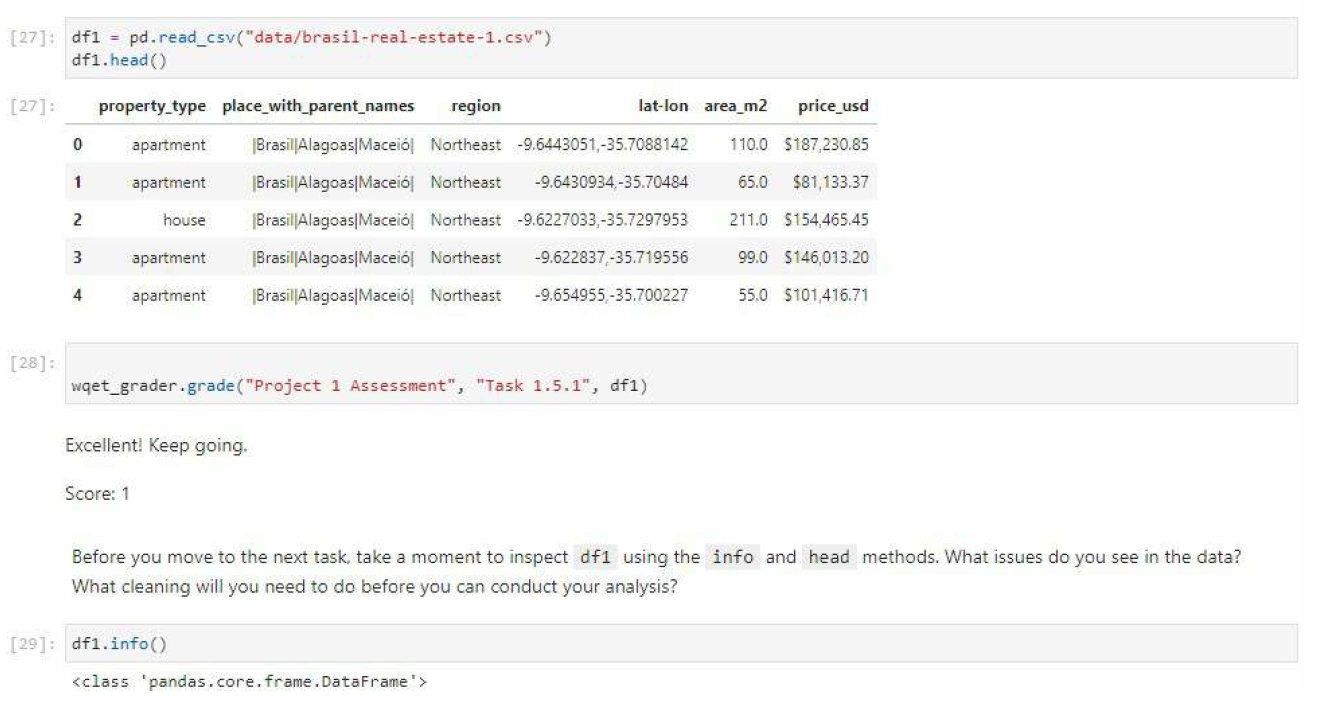 [27]: df1 = pd.read_csv("data/brasil-real-estate-1.csv")
df1.head()
[27]: property_type place_with_parent_names region lat-lon area_m2 price_usd
0 apartment |Brasil|Alagoas|Maceió| Northeast -9.6443051,-35.7088142 110.0 $187,230.85
1 apartment |Brasil|Alagoas|Maceió| Northeast -9.6430934,-35.70484 65.0 $81,133.37
2 house |Brasil|Alagoas|Maceió| Northeast -9.6227033,-35.7297953 211.0 $154,465.45
3 apartment |Brasil|Alagoas|Maceió| Northeast -9.622837,-35.719556 99.0 $146,013.20
4 apartment |Brasil|Alagoas|Maceió| Northeast -9.654955,-35.700227 55.0 $101,416.71
[28]:
wqet_grader.grade("Project 1 Assessment", "Task 1.5.1", df1)
Excellent! Keep going.
Score: 1
Before you move to the next task, take a moment to inspect df1 using the info and head methods. What issues do you see in the data?
What cleaning will you need to do before you can conduct your analysis?
[29]: df1.info()
<class 'pandas.core.frame.DataFrame'>